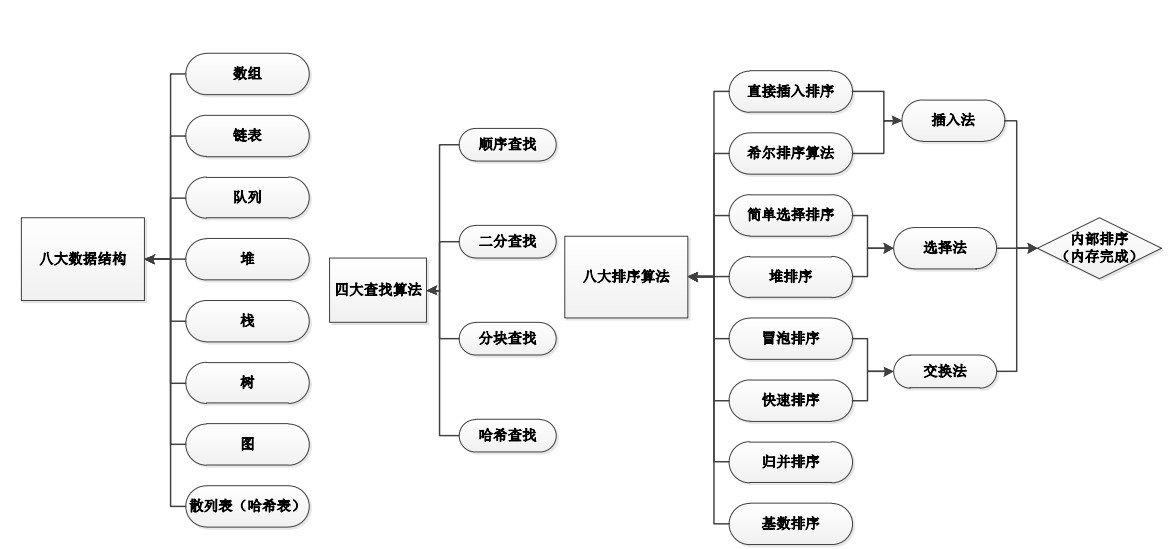 八大数据结构
数组
链表
队列
堆
栈
树
图
散列表（哈希表）
四大查找算法
顺序查找
二分查找
分块查找
哈希查找
八大排序算法
直接插入排序
希尔排序算法
简单选择排序
堆排序
冒泡排序
快速排序
归并排序
基数排序
插入法
选择法
交换法
内部排序
（内存完成）